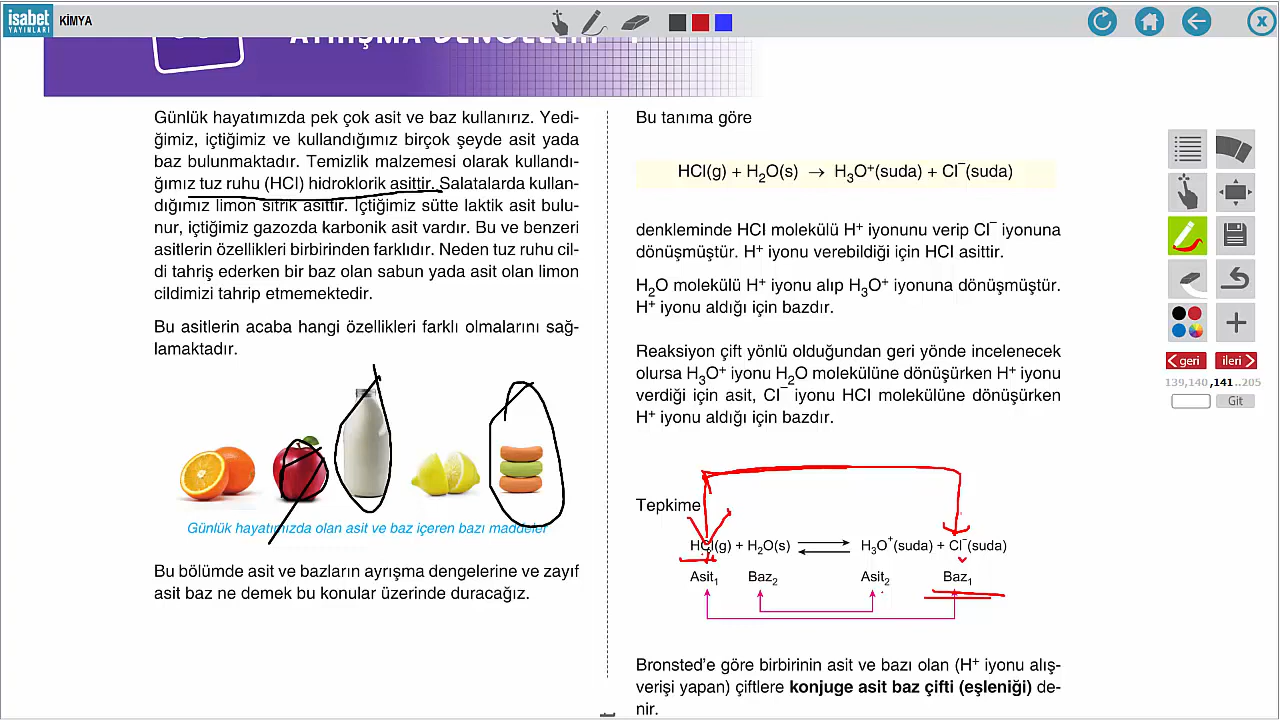 isabet
YAYINLARI
KİMYA
AYRIŞMA DENGELERİ
Günlük hayatımızda pek çok asit ve baz kullanırız. Yedi-
ğimiz, içtiğimiz ve kullandığımız birçok şeyde asit yada
baz bulunmaktadır. Temizlik malzemesi olarak kullandı-
ğımız tuz ruhu (HCl) hidroklorik asittir. Salatalarda kullan-
dığımız limon sitrik asittir. İçtiğimiz sütte laktik asit bulu-
nur, içtiğimiz gazozda karbonik asit vardır. Bu ve benzeri
asitlerin özellikleri birbirinden farklıdır. Neden tuz ruhu cil-
di tahriş ederken bir baz olan sabun yada asit olan limon
cildimizi tahrip etmemektedir.
Bu asitlerin acaba hangi özellikleri farklı olmalarını sağ-
lamaktadır.
Günlük hayatımızda olan asit ve baz içeren bazı maddeler
Bu bölümde asit ve bazların ayrışma dengelerine ve zayıf
asit baz ne demek bu konular üzerinde duracağız.
Bu tanıma göre
HCl(g) + H₂O(s) → H₃O⁺(suda) + Cl⁻(suda)
denkleminde HCl molekülü H⁺ iyonunu verip Cl⁻ iyonuna
dönüşmüştür. H⁺ iyonu verebildiği için HCl asittir.
H₂O molekülü H⁺ iyonu alıp H₃O⁺ iyonuna dönüşmüştür.
H⁺ iyonu aldığı için bazdır.
Reaksiyon çift yönlü olduğundan geri yönde incelenecek
olursa H₃O⁺ iyonu H₂O molekülüne dönüşürken H⁺ iyonu
verdiği için asit, Cl⁻ iyonu HCl molekülüne dönüşürken
H⁺ iyonu aldığı için bazdır.
Tepkime
HCl(g) + H₂O(s) ⇌ H₃O⁺(suda) + Cl⁻(suda)
Asit₁ Baz₂ Asit₂ Baz₁
Bronsted'e göre birbirinin asit ve bazı olan (H⁺ iyonu alış-
verişi yapan) çiftlere konjuge asit baz çifti (eşleniği) de-
nir.
geri ileri
139,140,141...205
Git